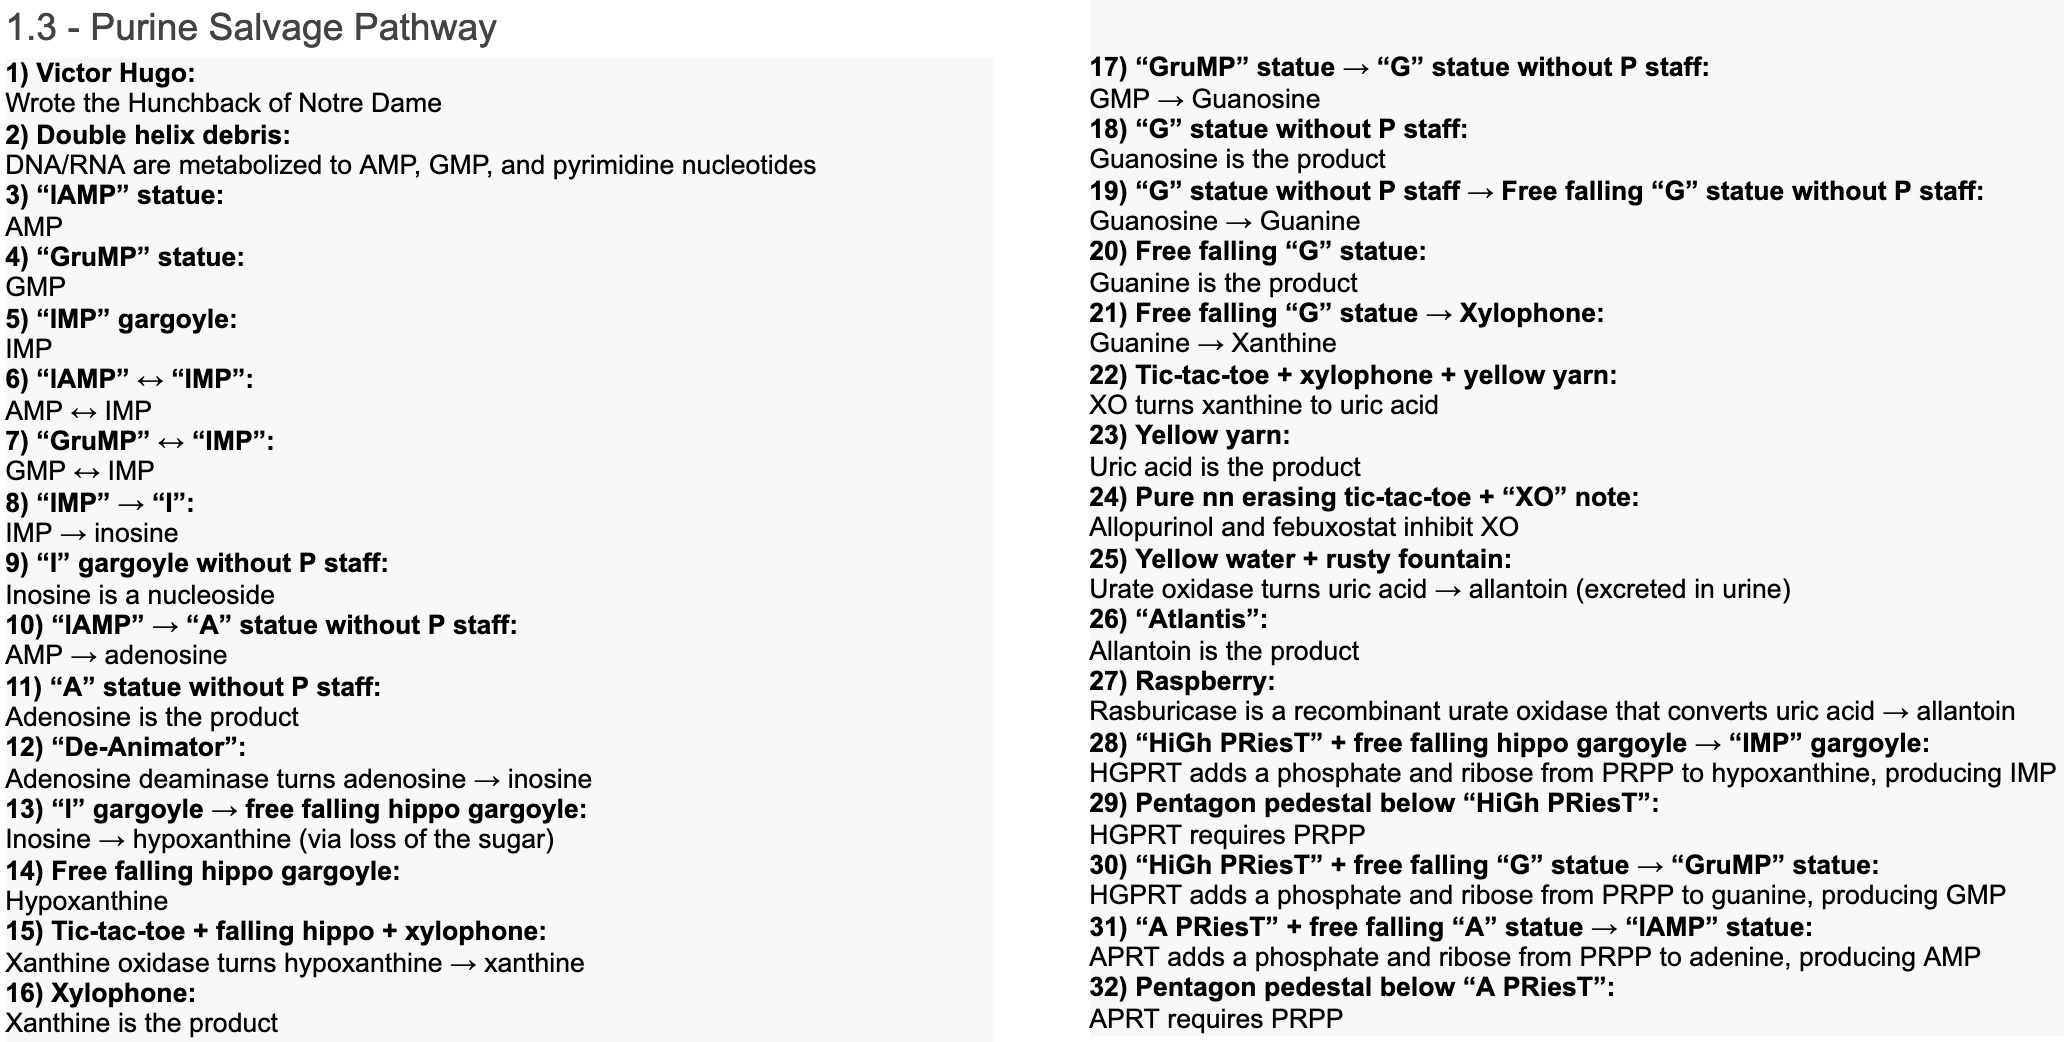 1.3 - Purine Salvage Pathway
1) Victor Hugo:
Wrote the Hunchback of Notre Dame
2) Double helix debris:
DNA/RNA are metabolized to AMP, GMP, and pyrimidine nucleotides
3) “IAMP” statue:
AMP
4) “GruMP” statue:
GMP
5) “IMP” gargoyle:
IMP
6) “IAMP” ↔ “IMP”:
AMP ↔ IMP
7) “GruMP” ↔ “IMP”:
GMP ↔ IMP
8) “IMP” → “I”:
IMP → inosine
9) “I” gargoyle without P staff:
Inosine is a nucleoside
10) “IAMP” → “A” statue without P staff:
AMP → adenosine
11) “A” statue without P staff:
Adenosine is the product
12) “De-Animator”:
Adenosine deaminase turns adenosine → inosine
13) “I” gargoyle → free falling hippo gargoyle:
Inosine → hypoxanthine (via loss of the sugar)
14) Free falling hippo gargoyle:
Hypoxanthine
15) Tic-tac-toe + falling hippo + xylophone:
Xanthine oxidase turns hypoxanthine → xanthine
16) Xylophone:
Xanthine is the product
17) “GruMP” statue → “G” statue without P staff:
GMP → Guanosine
18) “G” statue without P staff:
Guanosine is the product
19) “G” statue without P staff → Free falling “G” statue without P staff:
Guanosine → Guanine
20) Free falling “G” statue:
Guanine is the product
21) Free falling “G” statue → Xylophone:
Guanine → Xanthine
22) Tic-tac-toe + xylophone + yellow yarn:
XO turns xanthine to uric acid
23) Yellow yarn:
Uric acid is the product
24) Pure nn erasing tic-tac-toe + “XO” note:
Allopurinol and febuxostat inhibit XO
25) Yellow water + rusty fountain:
Urate oxidase turns uric acid → allantoin (excreted in urine)
26) “Atlantis”:
Allantoin is the product
27) Raspberry:
Rasburicase is a recombinant urate oxidase that converts uric acid → allantoin
28) “HiGh PRiesT” + free falling hippo gargoyle → “IMP” gargoyle:
HGPRT adds a phosphate and ribose from PRPP to hypoxanthine, producing IMP
29) Pentagon pedestal below “HiGh PRiesT”:
HGPRT requires PRPP
30) “HiGh PRiesT” + free falling “G” statue → “GruMP” statue:
HGPRT adds a phosphate and ribose from PRPP to guanine, producing GMP
31) “A PRiesT” + free falling “A” statue → “IAMP” statue:
APRT adds a phosphate and ribose from PRPP to adenine, producing AMP
32) Pentagon pedestal below “A PRiesT”:
APRT requires PRPP